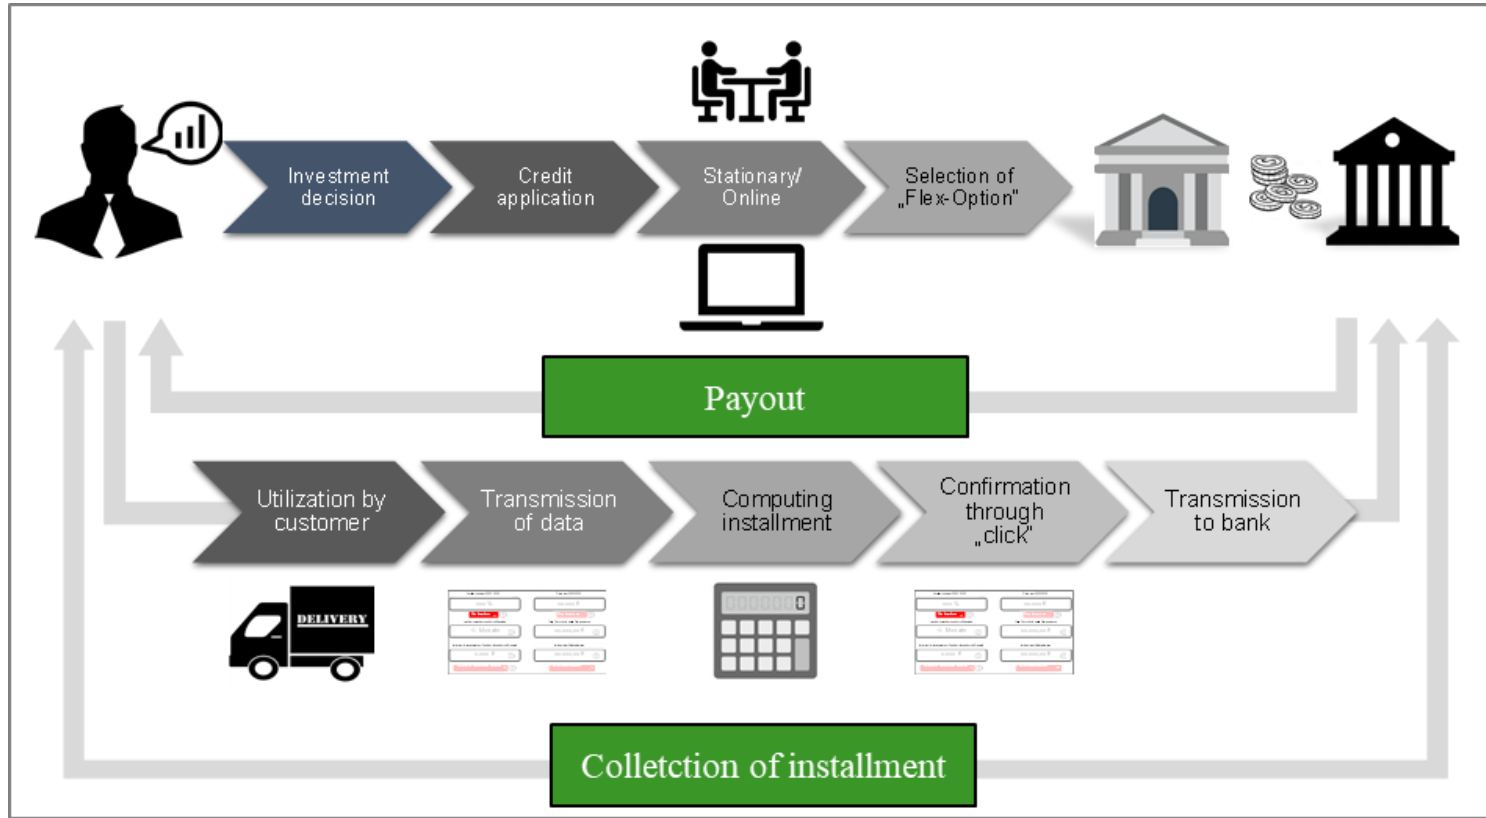 Investment
decision
Credit
application
Stationary/
Online
Selection of
„Flex-Option"
Payout
Utilization by
customer
Transmission
of data
Computing
installment
Confirmation
through
„click"
Transmission
to bank
DELIVERY
0000000
Colletction of installment